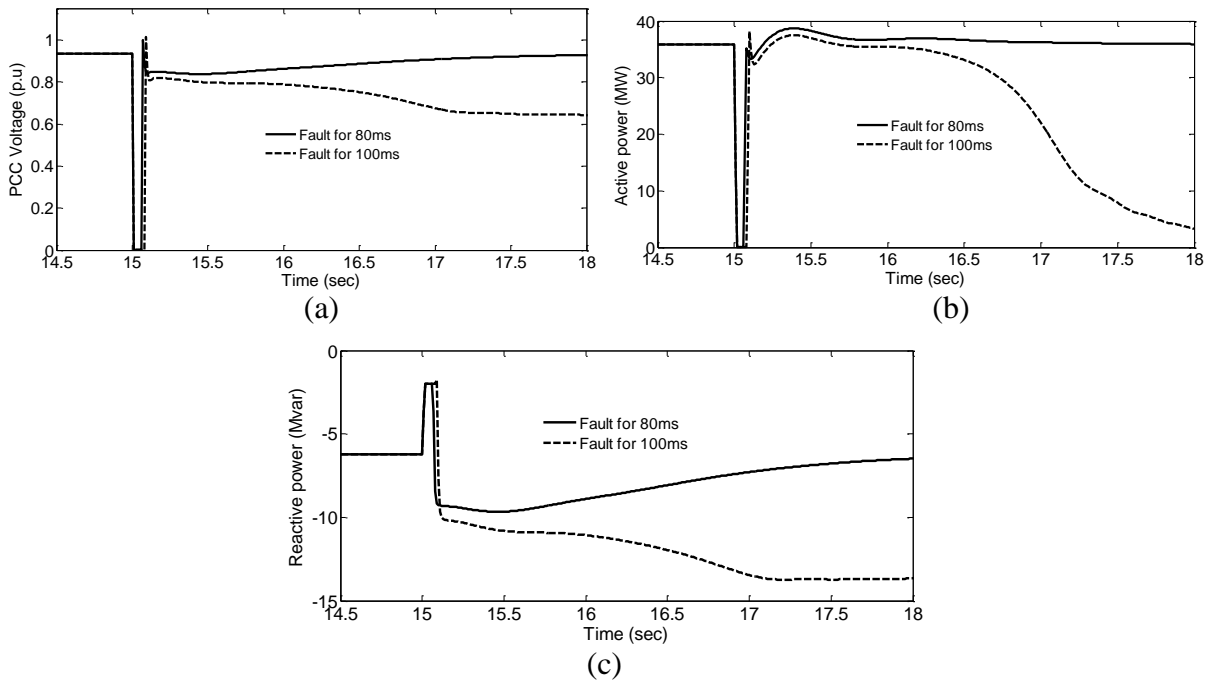 1
0.8
0.6
0.4
0.2
0
PCC Voltage (p.u)
Fault for 80ms
Fault for 100ms
14.5 15 15.5 16 16.5 17 17.5 18
Time (sec)
(a)
40
30
20
10
0
Active power (MW)
Fault for 80ms
Fault for 100ms
14.5 15 15.5 16 16.5 17 17.5 18
Time (sec)
(b)
0
-5
-10
-15
Reactive power (Mvar)
Fault for 80ms
Fault for 100ms
14.5 15 15.5 16 16.5 17 17.5 18
Time (sec)
(c)